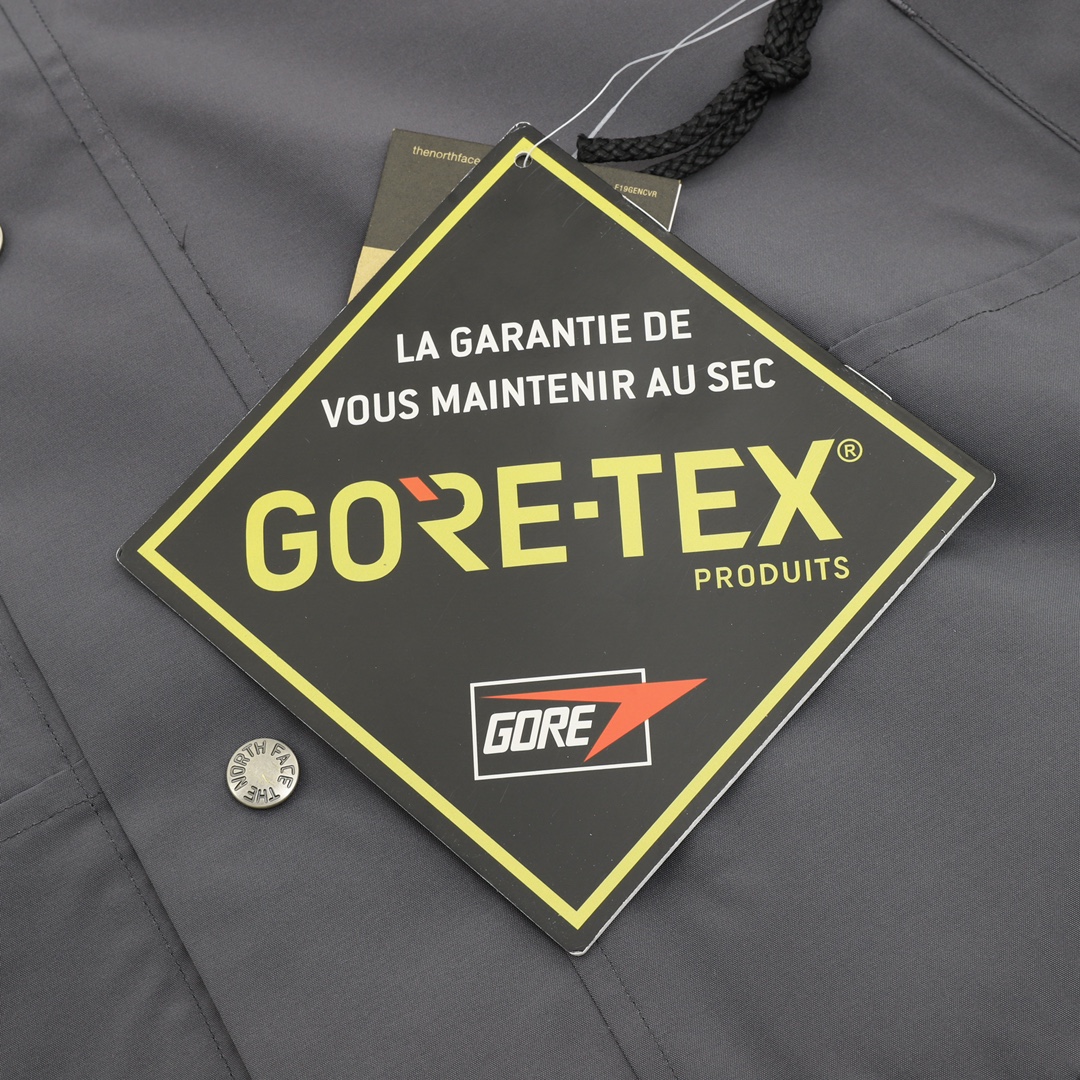 thenorthface
F19GENCVR
LA GARANTIE DE
VOUS MAINTENIR AU SEC
GORE-TEX®
PRODUITS
GORE
THE NORTH FACE